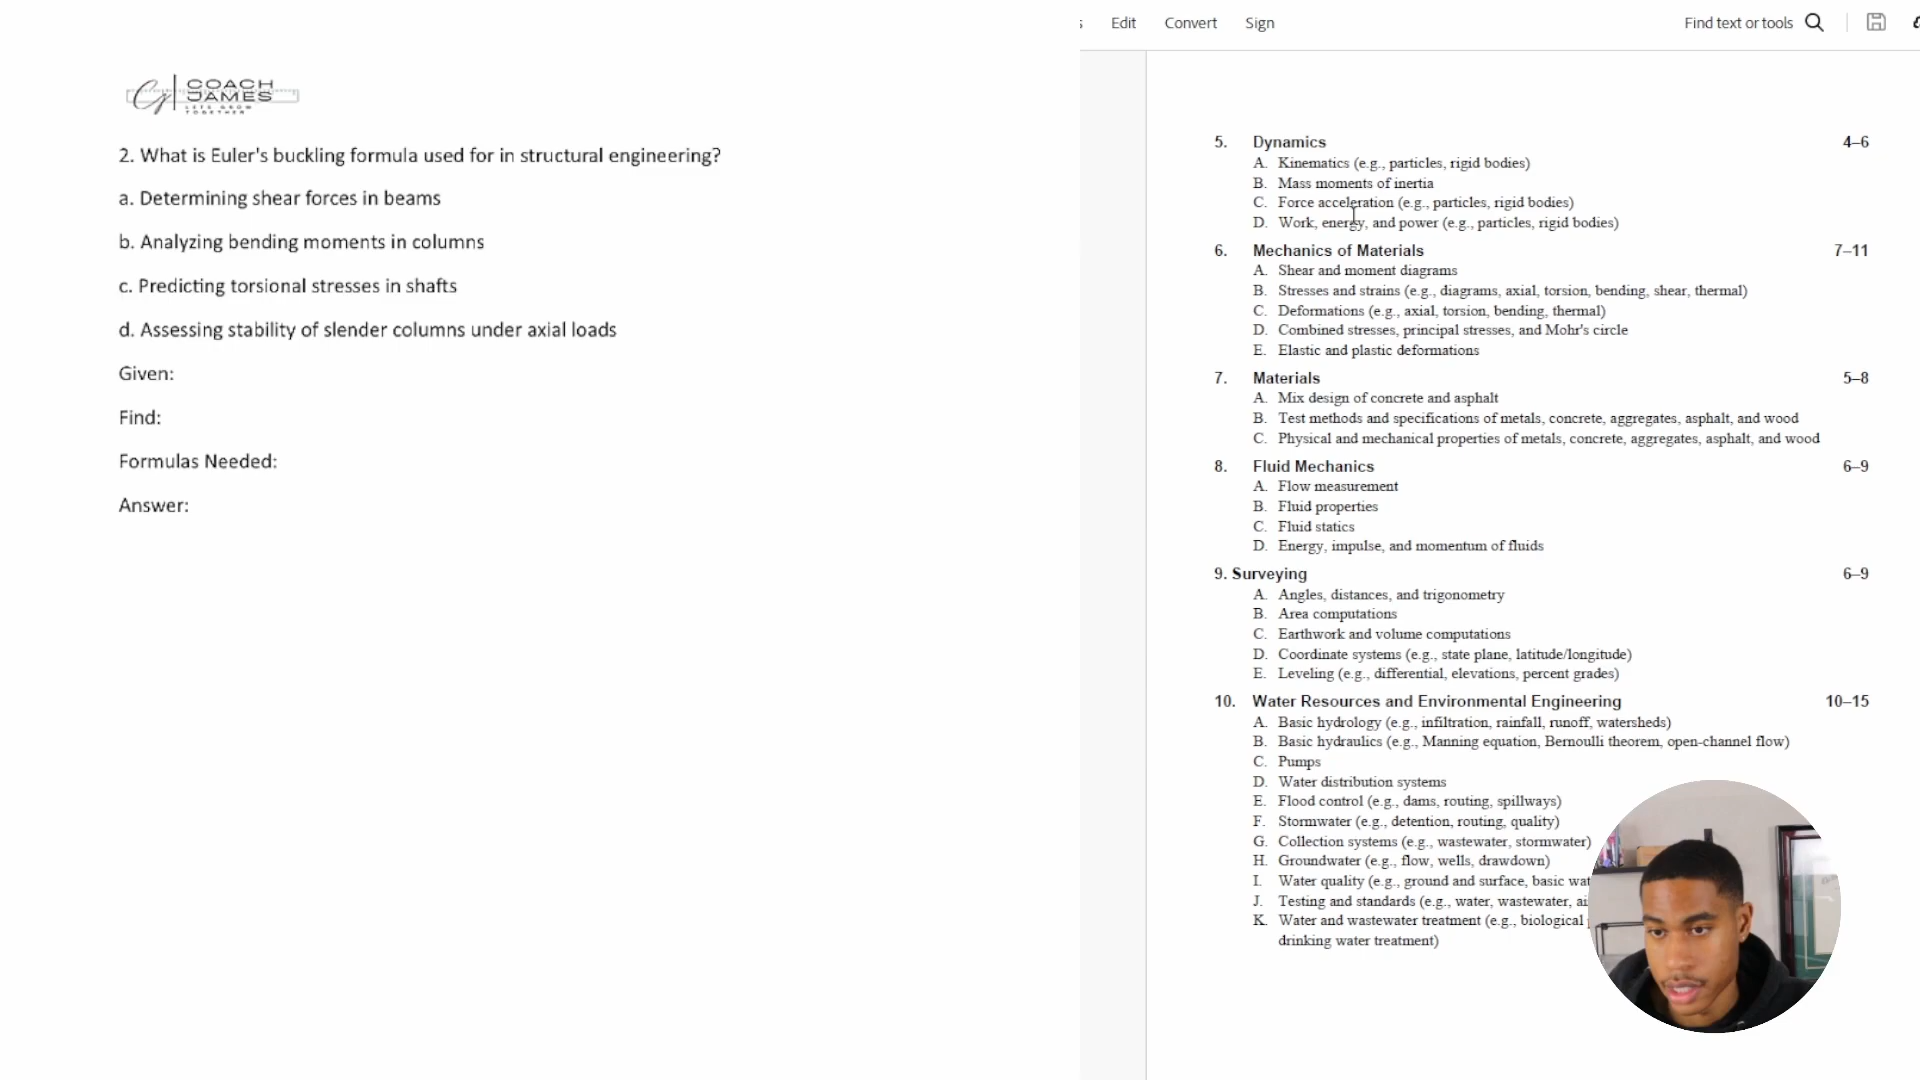 COACH
JAMES
LETS GROW
TOGETHER
2. What is Euler's buckling formula used for in structural engineering?
a. Determining shear forces in beams
b. Analyzing bending moments in columns
c. Predicting torsional stresses in shafts
d. Assessing stability of slender columns under axial loads
Given:
Find:
Formulas Needed:
Answer:
Edit Convert Sign Find text or tools
5. Dynamics 4–6
A. Kinematics (e.g., particles, rigid bodies)
B. Mass moments of inertia
C. Force acceleration (e.g., particles, rigid bodies)
D. Work, energy, and power (e.g., particles, rigid bodies)
6. Mechanics of Materials 7–11
A. Shear and moment diagrams
B. Stresses and strains (e.g., diagrams, axial, torsion, bending, shear, thermal)
C. Deformations (e.g., axial, torsion, bending, thermal)
D. Combined stresses, principal stresses, and Mohr's circle
E. Elastic and plastic deformations
7. Materials 5–8
A. Mix design of concrete and asphalt
B. Test methods and specifications of metals, concrete, aggregates, asphalt, and wood
C. Physical and mechanical properties of metals, concrete, aggregates, asphalt, and wood
8. Fluid Mechanics 6–9
A. Flow measurement
B. Fluid properties
C. Fluid statics
D. Energy, impulse, and momentum of fluids
9. Surveying 6–9
A. Angles, distances, and trigonometry
B. Area computations
C. Earthwork and volume computations
D. Coordinate systems (e.g., state plane, latitude/longitude)
E. Leveling (e.g., differential, elevations, percent grades)
10. Water Resources and Environmental Engineering 10–15
A. Basic hydrology (e.g., infiltration, rainfall, runoff, watersheds)
B. Basic hydraulics (e.g., Manning equation, Bernoulli theorem, open-channel flow)
C. Pumps
D. Water distribution systems
E. Flood control (e.g., dams, routing, spillways)
F. Stormwater (e.g., detention, routing, quality)
G. Collection systems (e.g., wastewater, stormwater)
H. Groundwater (e.g., flow, wells, drawdown)
I. Water quality (e.g., ground and surface, basic
J. Testing and standards (e.g., water, wastewater,
K. Water and wastewater treatment (e.g., biological
drinking water treatment)